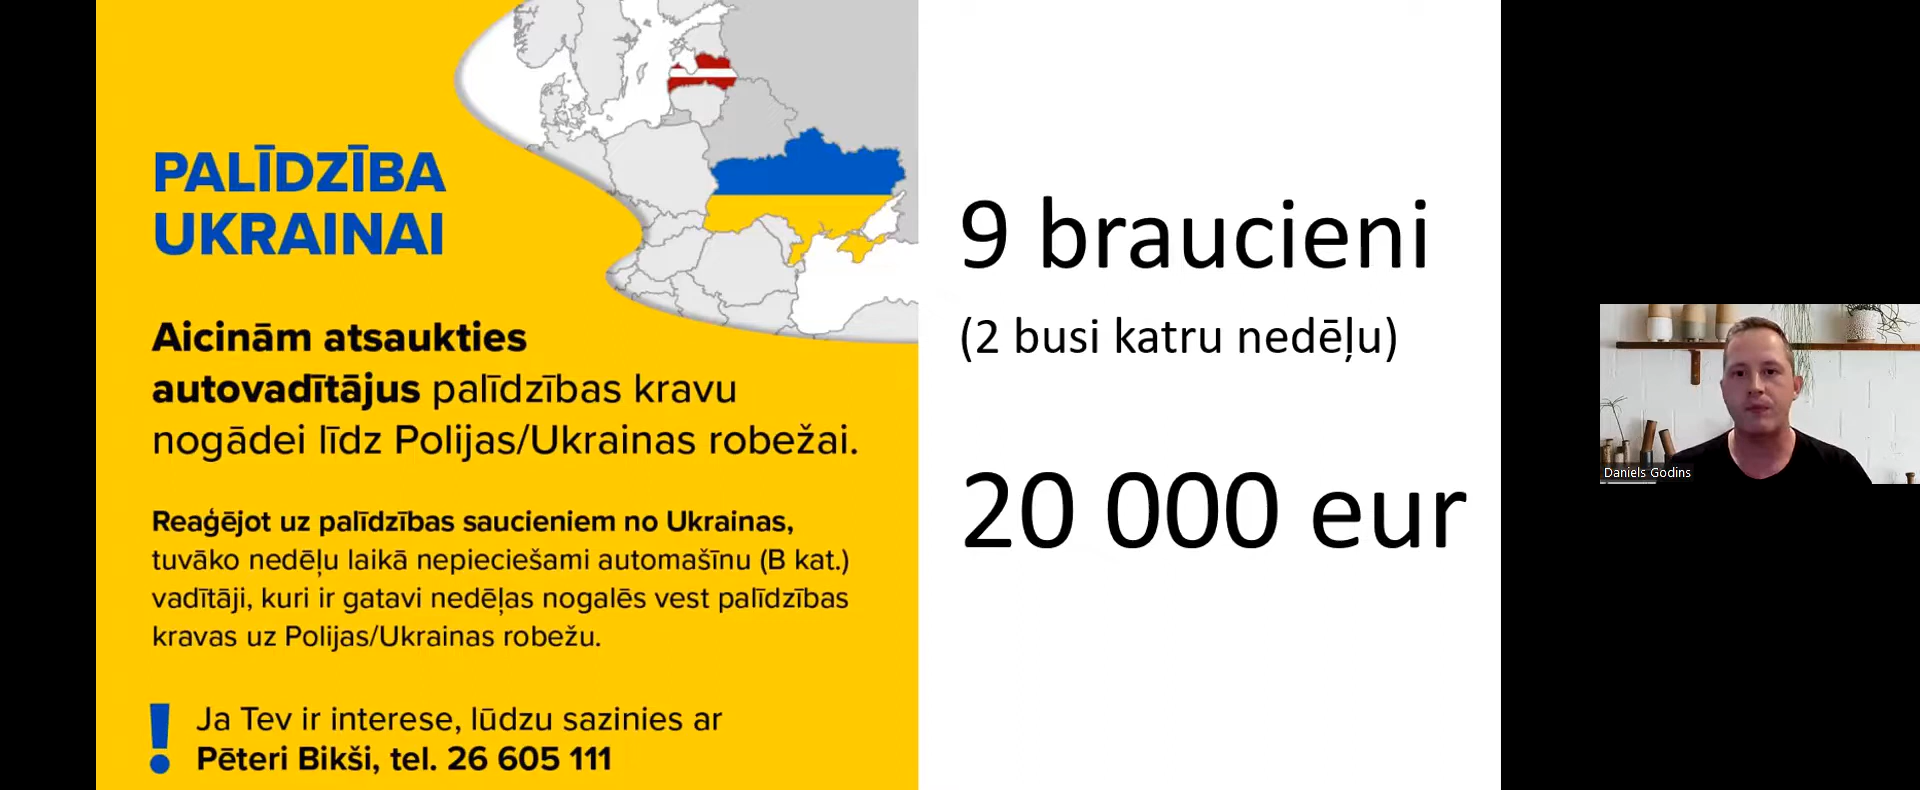 PALĪDZĪBA
UKRAINAI
Aicinām atsaukties
autovadītājus palīdzības kravu
nogādei līdz Polijas/Ukrainas robežai.
Reaģējot uz palīdzības saucieniem no Ukrainas,
tuvāko nedēļu laikā nepieciešami automašīnu (B kat.)
vadītāji, kuri ir gatavi nedēļas nogalēs vest palīdzības
kravas uz Polijas/Ukrainas robežu.
! Ja Tev ir interese, lūdzu sazinies ar
Pēteri Bikši, tel. 26 605 111
9 braucieni
(2 busi katru nedēļu)
20 000 eur
Daniels Godins